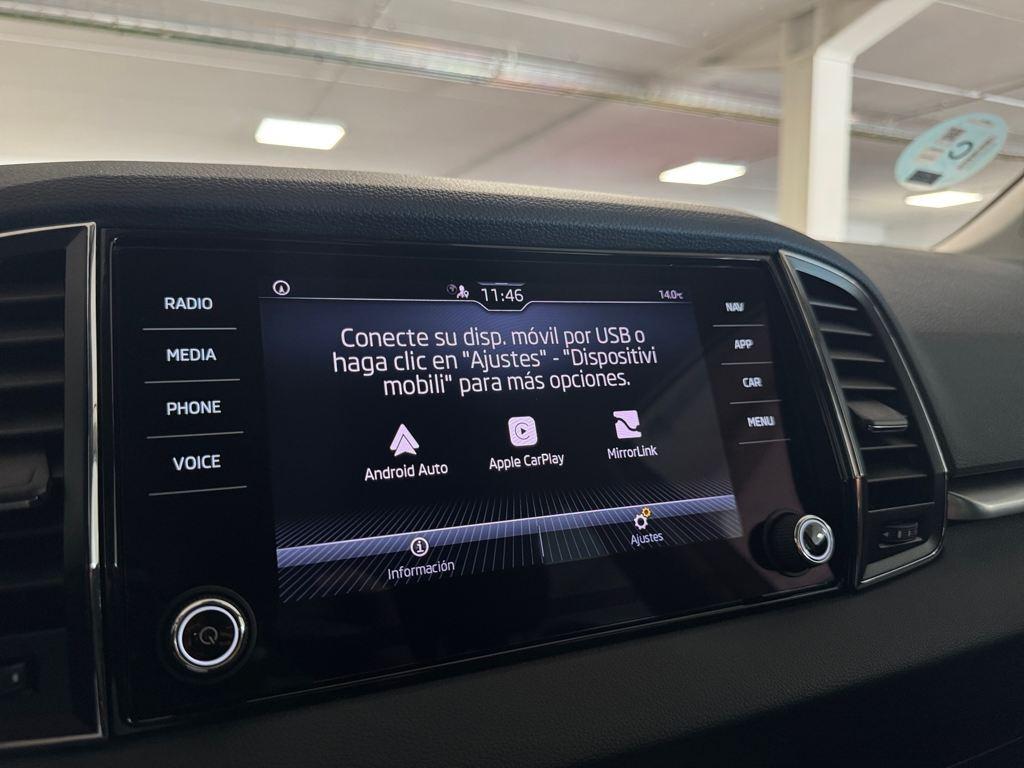 RADIO
MEDIA
PHONE
VOICE
11:46
14.0°C
Conecte su disp. móvil por USB o
haga clic en "Ajustes" - "Dispositivi
mobili" para más opciones.
Android Auto
Apple CarPlay
MirrorLink
Información
Ajustes
NAV
APP
CAR
MENU
C